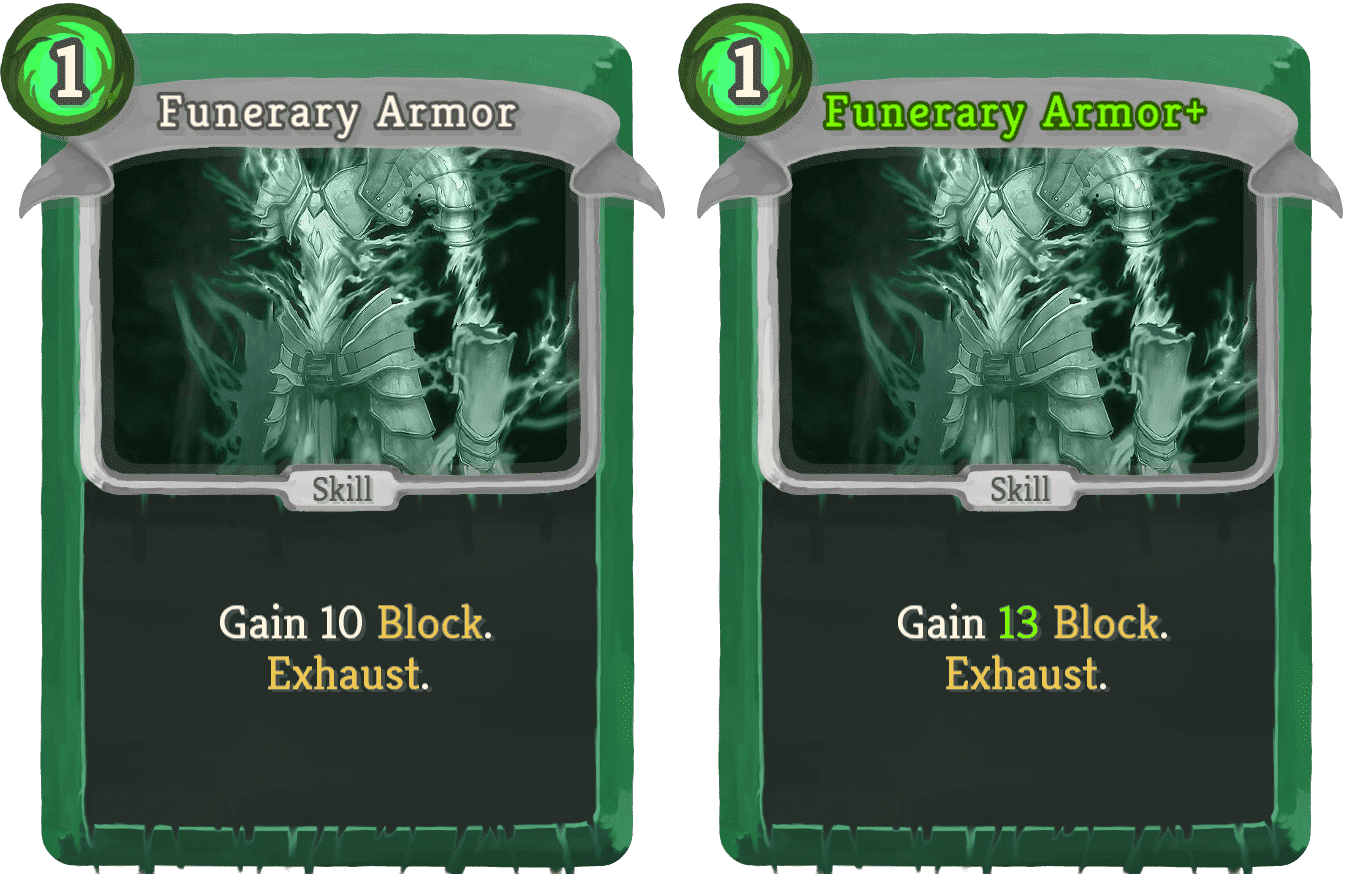 1
Funerary Armor
Skill
Gain 10 Block.
Exhaust.
1
Funerary Armor+
Skill
Gain 13 Block.
Exhaust.